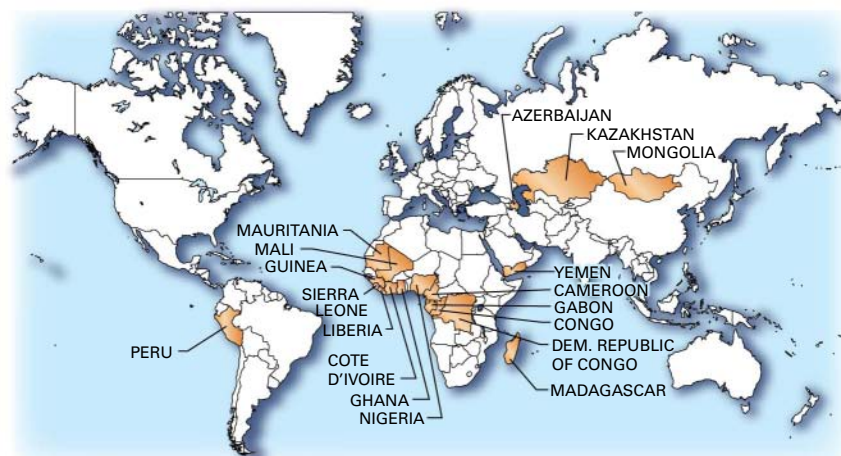 AZERBAIJAN
KAZAKHSTAN
MONGOLIA
MAURITANIA
MALI
GUINEA
SIERRA
LEONE
LIBERIA
PERU
COTE
D'IVOIRE
GHANA
NIGERIA
YEMEN
CAMEROON
GABON
CONGO
DEM. REPUBLIC
OF CONGO
MADAGASCAR